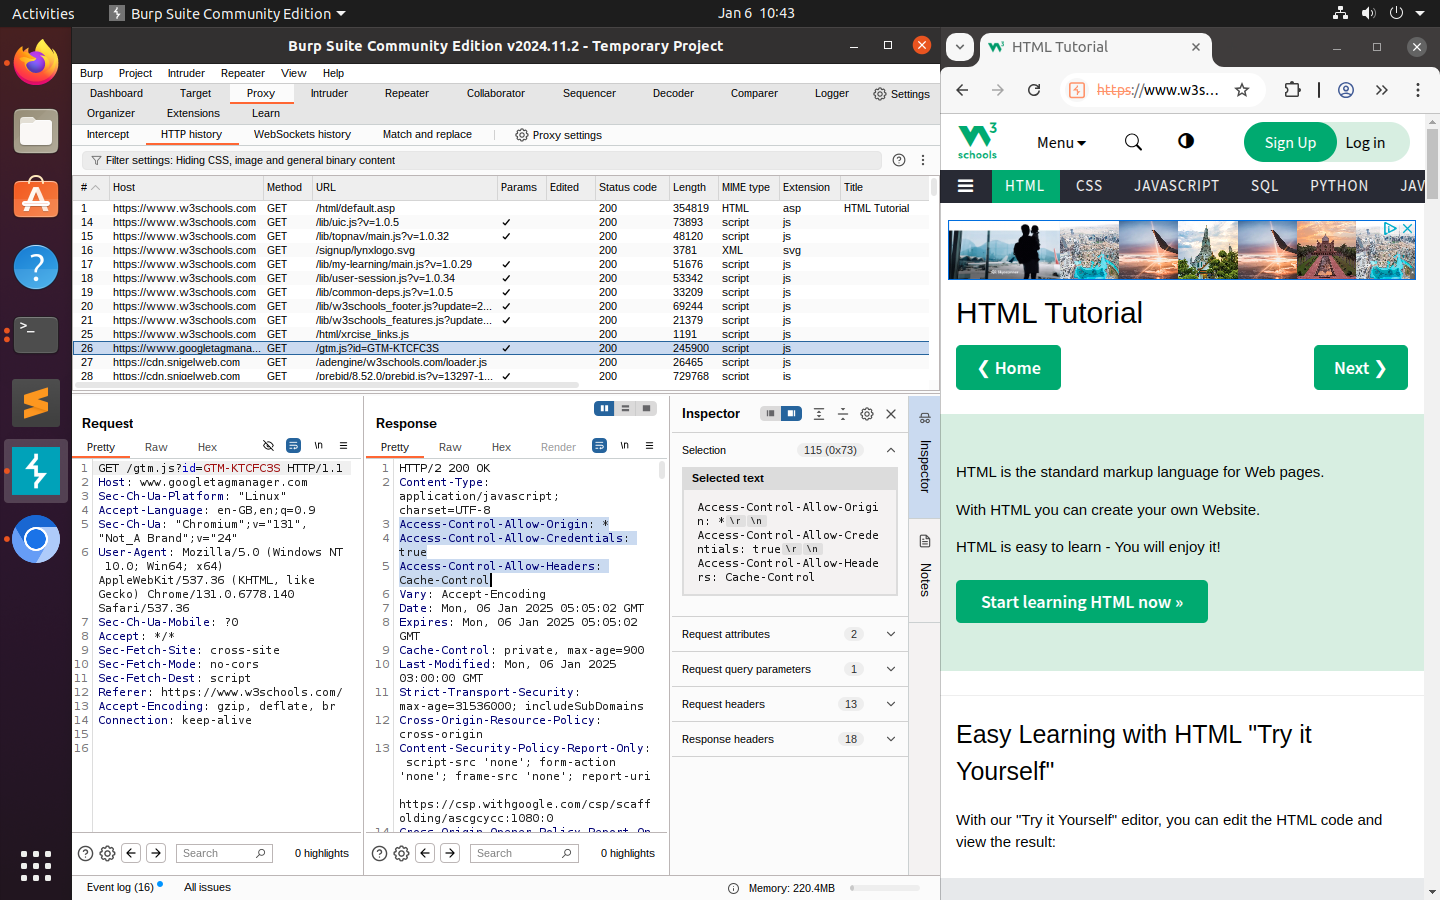 Activities
Burp Suite Community Edition
Jan 6 10:43
Burp Suite Community Edition v2024.11.2 - Temporary Project
Burp Project Intruder Repeater View Help
Dashboard Target Proxy Intruder Repeater Collaborator Sequencer Decoder Comparer Logger Settings
Organizer Extensions Learn
Intercept HTTP history WebSockets history Match and replace Proxy settings
Filter settings: Hiding CSS, image and general binary content
# Host Method URL Params Edited Status code Length MIME type Extension Title
1 https://www.w3schools.com GET /html/default.asp 200 354819 HTML asp HTML Tutorial
14 https://www.w3schools.com GET /lib/uic.js?v=1.0.5 ✓ 200 73893 script js
15 https://www.w3schools.com GET /lib/topnav/main.js?v=1.0.32 ✓ 200 48120 script js
16 https://www.w3schools.com GET /signup/lynxlogo.svg 200 3781 XML svg
17 https://www.w3schools.com GET /lib/my-learning/main.js?v=1.0.29 ✓ 200 51676 script js
18 https://www.w3schools.com GET /lib/user-session.js?v=1.0.34 ✓ 200 53342 script js
19 https://www.w3schools.com GET /lib/common-deps.js?v=1.0.5 ✓ 200 33209 script js
20 https://www.w3schools.com GET /lib/w3schools_footer.js?update=2... ✓ 200 69244 script js
21 https://www.w3schools.com GET /lib/w3schools_features.js?update... ✓ 200 21379 script js
25 https://www.w3schools.com GET /html/xrcise_links.js 200 1191 script js
26 https://www.googletagmana... GET /gtm.js?id=GTM-KTCFC3S ✓ 200 245900 script js
27 https://cdn.snigelweb.com GET /adengine/w3schools.com/loader.js 200 26465 script js
28 https://cdn.snigelweb.com GET /prebid/8.52.0/prebid.js?v=13297-1... ✓ 200 729768 script js
Request
Pretty Raw Hex \n
1 GET /gtm.js?id=GTM-KTCFC3S HTTP/1.1
2 Host: www.googletagmanager.com
3 Sec-Ch-Ua-Platform: "Linux"
4 Accept-Language: en-GB,en;q=0.9
5 Sec-Ch-Ua: "Chromium";v="131",
"Not_A Brand";v="24"
6 User-Agent: Mozilla/5.0 (Windows NT
10.0; Win64; x64)
AppleWebKit/537.36 (KHTML, like
Gecko) Chrome/131.0.6778.140
Safari/537.36
7 Sec-Ch-Ua-Mobile: ?0
8 Accept: */*
9 Sec-Fetch-Site: cross-site
10 Sec-Fetch-Mode: no-cors
11 Sec-Fetch-Dest: script
12 Referer: https://www.w3schools.com/
13 Accept-Encoding: gzip, deflate, br
14 Connection: keep-alive
15
16
Search
0 highlights
Response
Pretty Raw Hex Render \n
1 HTTP/2 200 OK
2 Content-Type:
application/javascript;
charset=UTF-8
3 Access-Control-Allow-Origin: *
4 Access-Control-Allow-Credentials:
true
5 Access-Control-Allow-Headers:
Cache-Control
6 Vary: Accept-Encoding
7 Date: Mon, 06 Jan 2025 05:05:02 GMT
8 Expires: Mon, 06 Jan 2025 05:05:02
GMT
9 Cache-Control: private, max-age=900
10 Last-Modified: Mon, 06 Jan 2025
03:00:00 GMT
11 Strict-Transport-Security:
max-age=31536000; includeSubDomains
12 Cross-Origin-Resource-Policy:
cross-origin
13 Content-Security-Policy-Report-Only:
script-src 'none'; form-action
'none'; frame-src 'none'; report-uri
https://csp.withgoogle.com/csp/scaff
olding/ascgcycc:1080:0
14 Cross-Origin-Opener-Policy-Report-On
Search
0 highlights
Inspector
Selection 115 (0x73)
Selected text
Access-Control-Allow-Origi
n: * \r \n
Access-Control-Allow-Crede
ntials: true \r \n
Access-Control-Allow-Heade
rs: Cache-Control
Request attributes 2
Request query parameters 1
Request headers 13
Response headers 18
Inspector
Notes
Event log (16) All issues
Memory: 220.4MB
HTML Tutorial
https://www.w3s...
W3 schools
Menu
Sign Up
Log in
HTML CSS JAVASCRIPT SQL PYTHON JAV
HTML Tutorial
❮ Home
Next ❯
HTML is the standard markup language for Web pages.
With HTML you can create your own Website.
HTML is easy to learn - You will enjoy it!
Start learning HTML now »
Easy Learning with HTML "Try it
Yourself"
With our "Try it Yourself" editor, you can edit the HTML code and
view the result: